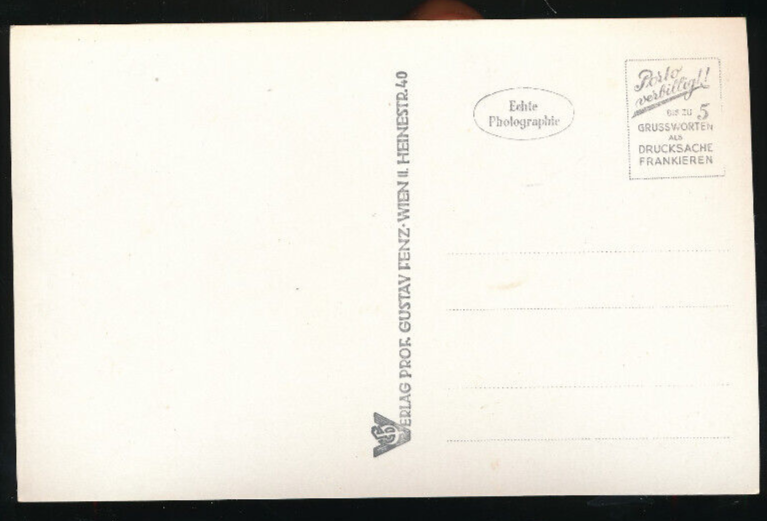 VERLAG PROF. GUSTAV FENZ·WIEN II. HEINESTR.40
Echte
Photographie
Porto
verbilligt!
BIS ZU 5
GRUSSWORTEN
ALS
DRUCKSACHE
FRANKIEREN